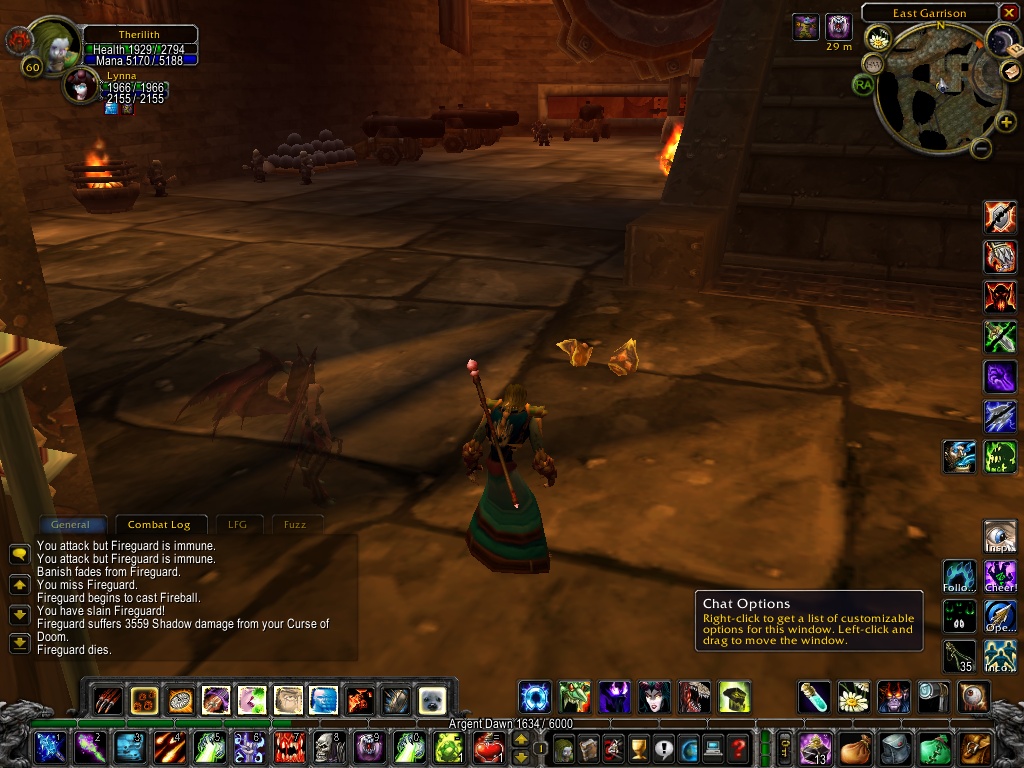 East Garrison
N
Therilith
Health 1929 / 2794
Mana 5170 / 5188
60
Lynna
1966 / 1966
2155 / 2155
29 m
RA
General
Combat Log
LFG
Fuzz
You attack but Fireguard is immune.
You attack but Fireguard is immune.
Banish fades from Fireguard.
You miss Fireguard.
Fireguard begins to cast Fireball.
You have slain Fireguard!
Fireguard suffers 3559 Shadow damage from your Curse of
Doom.
Fireguard dies.
Chat Options
Right-click to get a list of customizable
options for this window. Left-click and
drag to move the window.
Follo...
Cheer!
Ope...
35
Argent Dawn 1634 / 6000
1
13